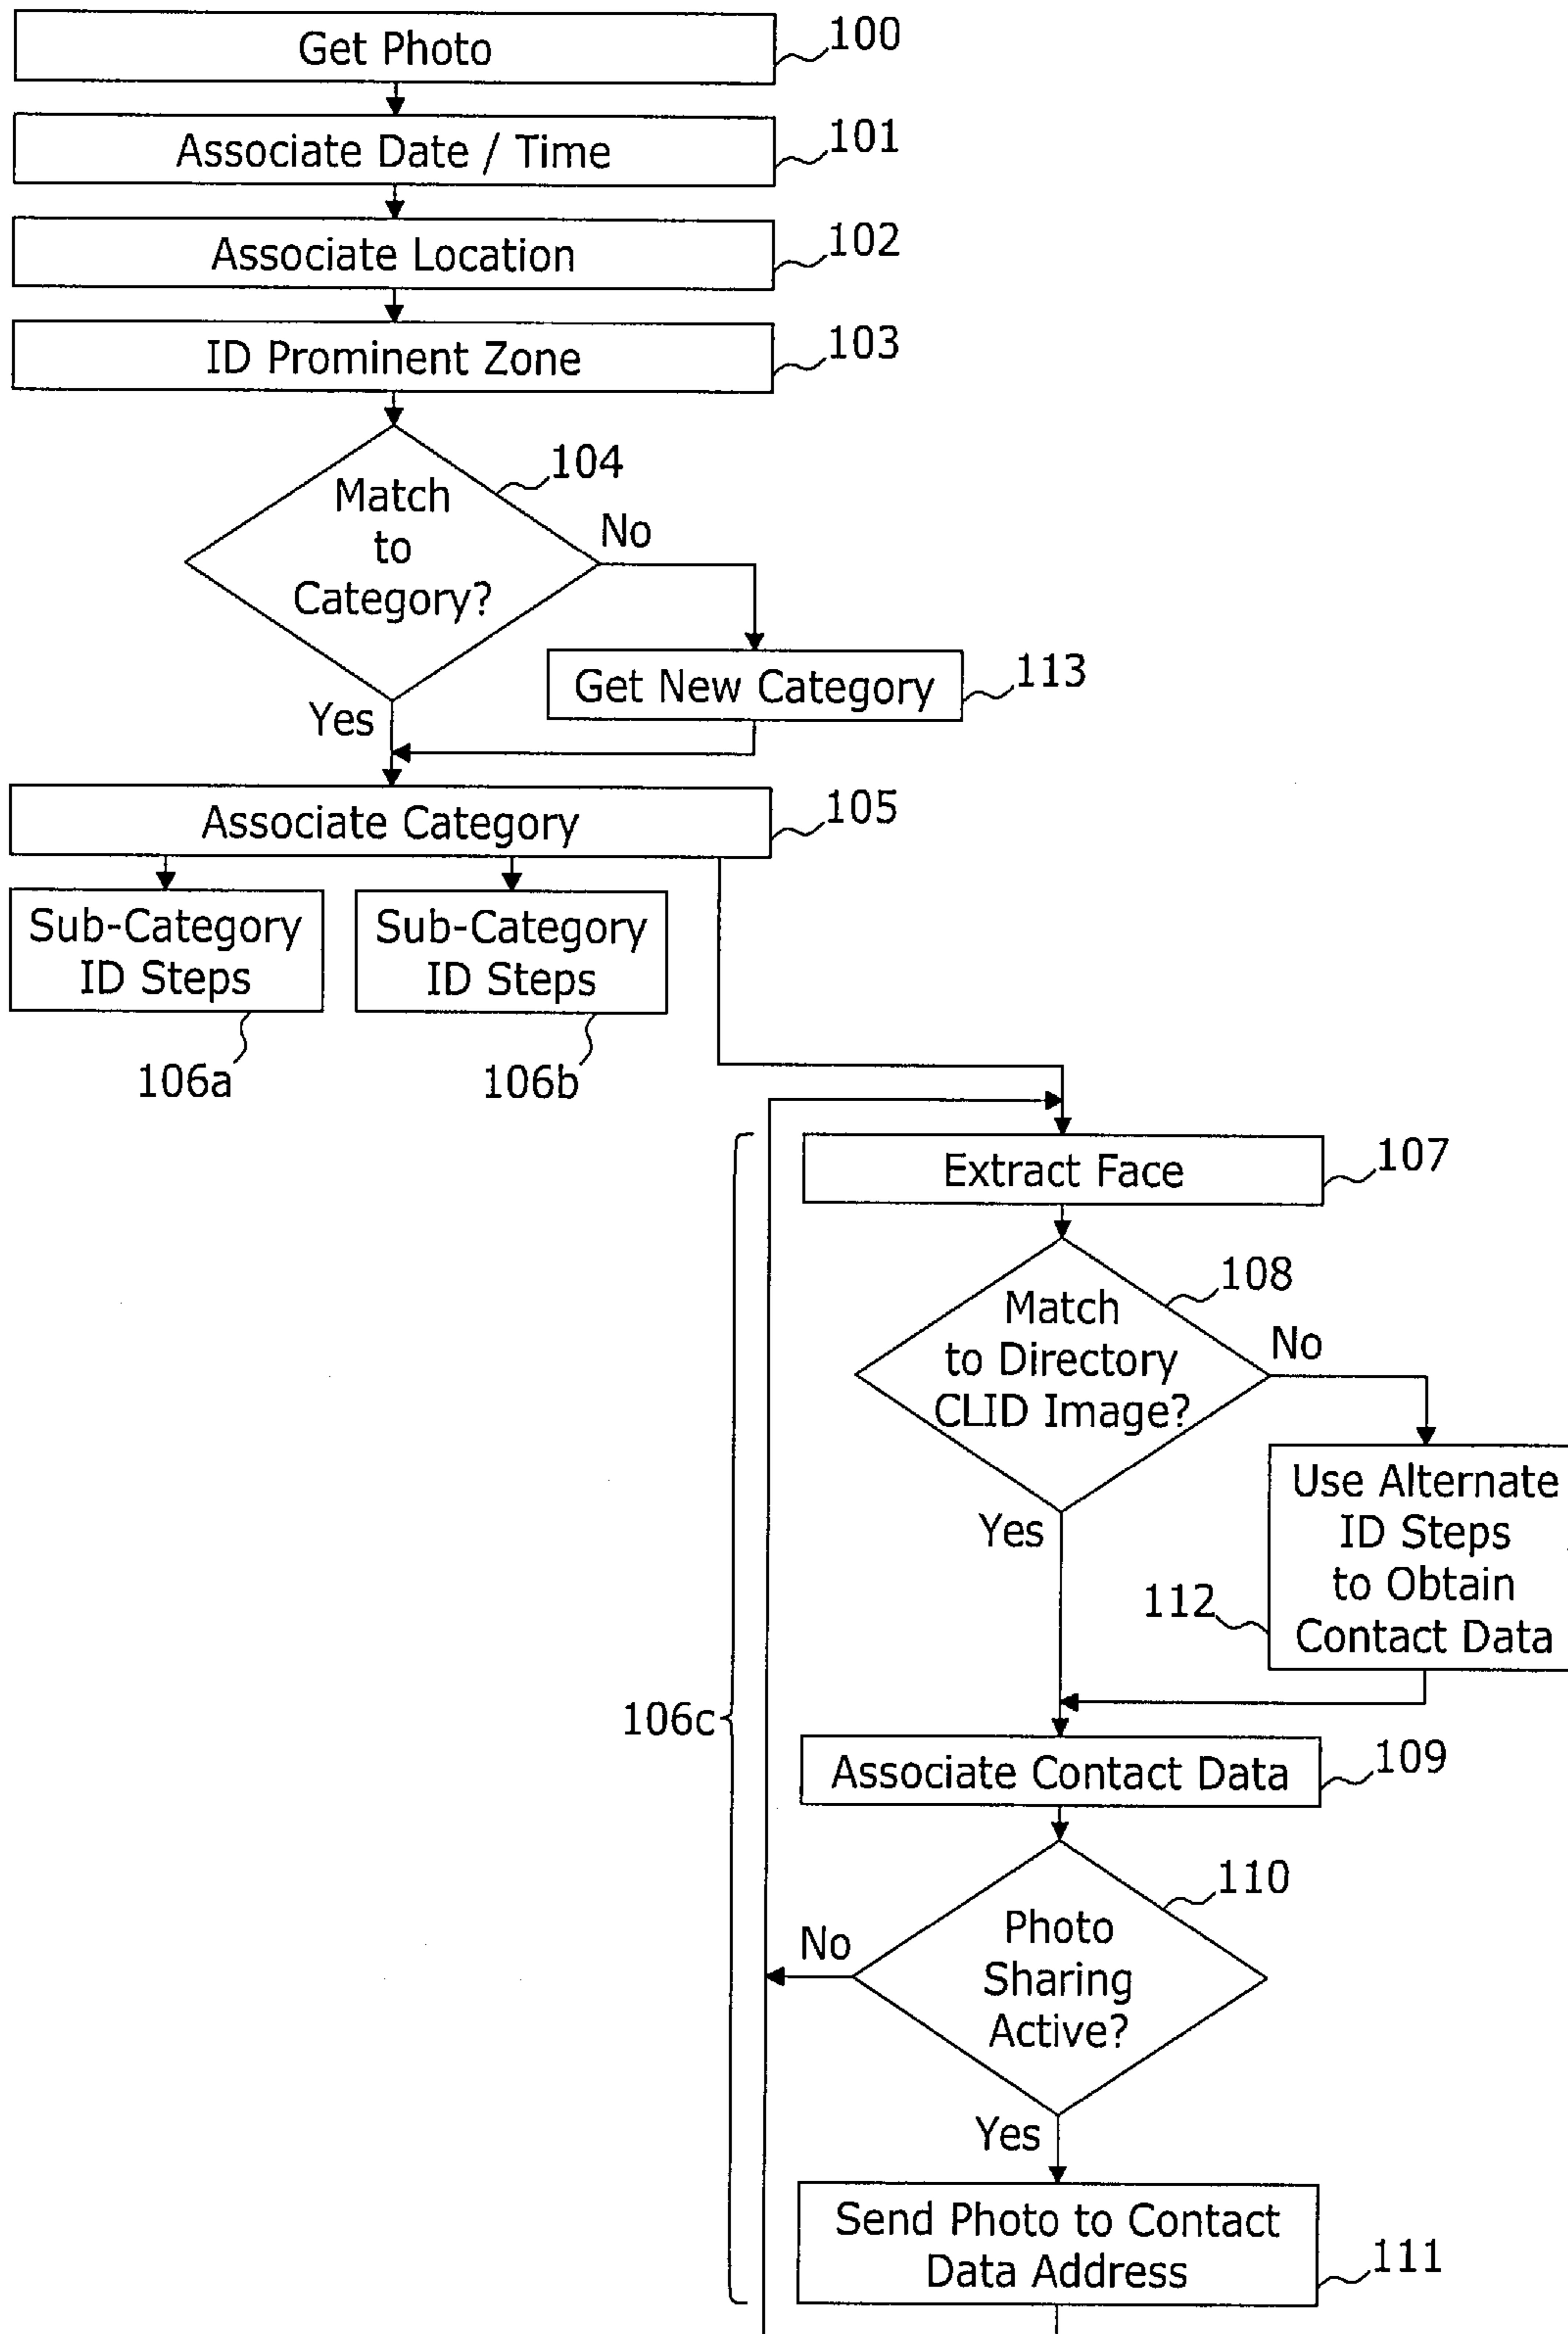 Get Photo
100
Associate Date / Time
101
Associate Location
102
ID Prominent Zone
103
104
Match
to
Category?
No
Get New Category
113
Yes
Associate Category
105
Sub-Category
ID Steps
Sub-Category
ID Steps
106a
106b
Extract Face
107
108
Match
to Directory
CLID Image?
No
Use Alternate
ID Steps
to Obtain
Contact Data
112
Yes
106c
Associate Contact Data
109
110
Photo
Sharing
Active?
No
Yes
Send Photo to Contact
Data Address
111